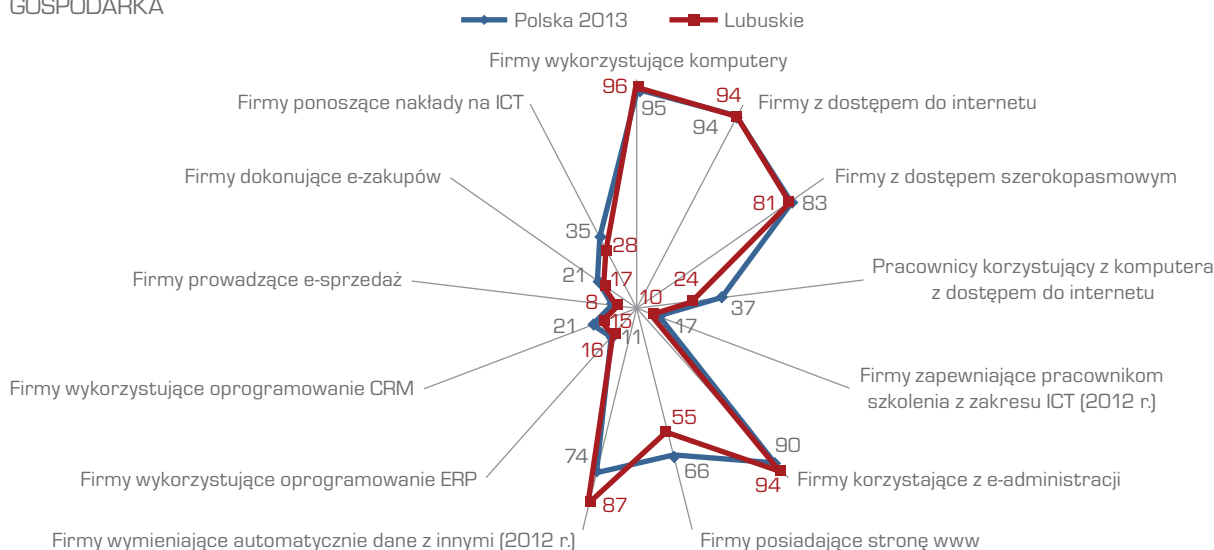 GOSPODARKA
Polska 2013
Lubuskie
Firmy wykorzystujące komputery
96
95
94
94
Firmy z dostępem do internetu
Firmy ponoszące nakłady na ICT
Firmy dokonujące e-zakupów
Firmy z dostępem szerokopasmowym
81
83
35
28
21
17
24
37
Pracownicy korzystujący z komputera
z dostępem do internetu
Firmy prowadzące e-sprzedaż
8
10
17
21
15
11
16
Firmy wykorzystujące oprogramowanie CRM
Firmy zapewniające pracownikom
szkolenia z zakresu ICT (2012 r.)
55
66
90
94
74
87
Firmy wykorzystujące oprogramowanie ERP
Firmy korzystające z e-administracji
Firmy wymieniające automatycznie dane z innymi (2012 r.)
Firmy posiadające stronę www